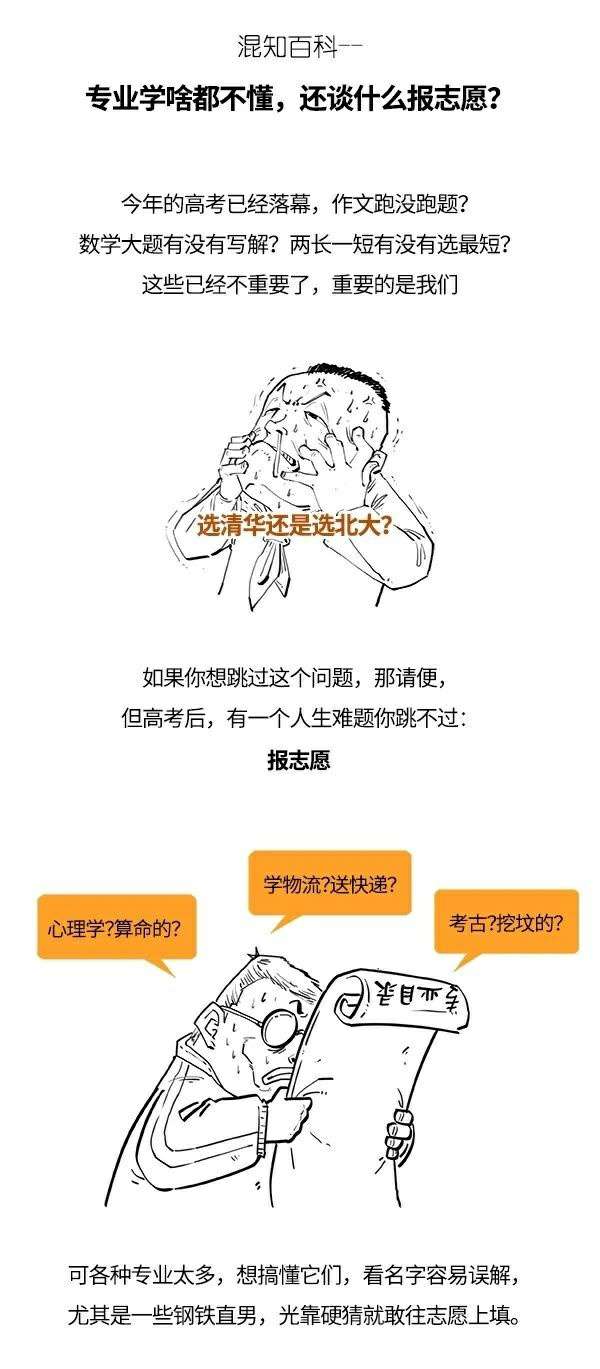 混知百科--
专业学啥都不懂，还谈什么报志愿？
今年的高考已经落幕，作文跑没跑题？
数学大题有没有写解？两长一短有没有选最短？
这些已经不重要了，重要的是我们
选清华还是选北大？
如果你想跳过这个问题，那请便，
但高考后，有一个人生难题你跳不过：
报志愿
学物流？送快递？
心理学？算命的？
考古？挖坟的？
专业目录
可各种专业太多，想搞懂它们，看名字容易误解，
尤其是一些钢铁直男，光靠硬猜就敢往志愿上填。